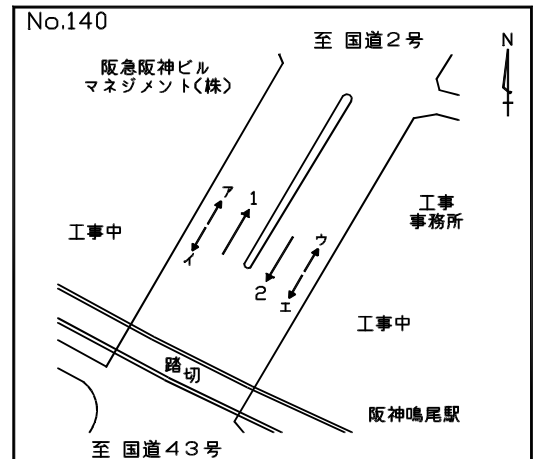 No.140
至 国道2号
N
阪急阪神ビル
マネジメント(株)
ア
1
工事
事務所
工事中
イ
ウ
2
エ
工事中
踏切
阪神鳴尾駅
至 国道43号